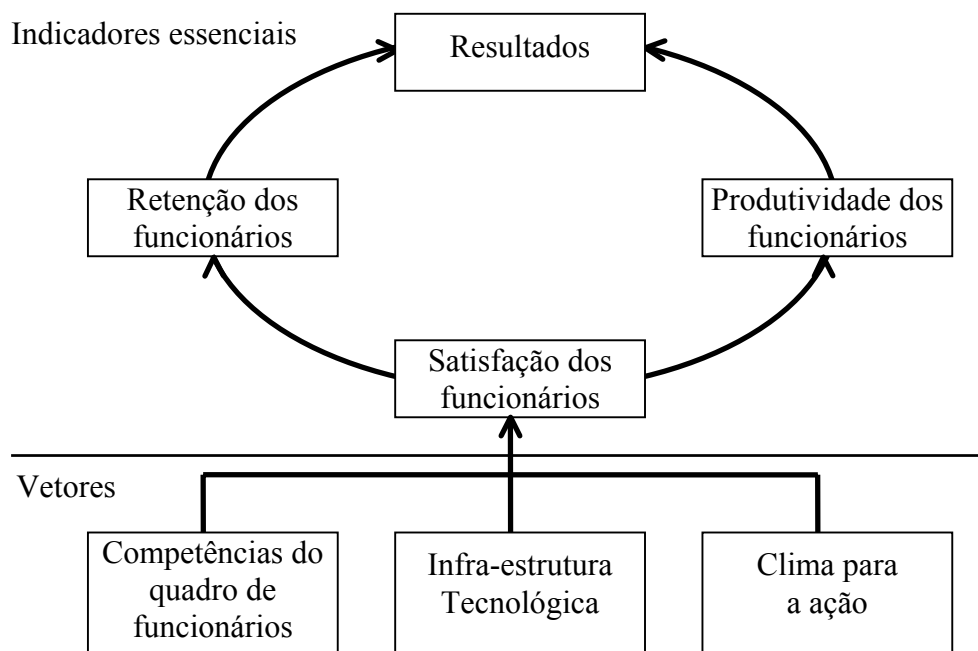 Indicadores essenciais
Resultados
Retenção dos
funcionários
Produtividade dos
funcionários
Satisfação dos
funcionários
Vetores
Competências do
quadro de
funcionários
Infra-estrutura
Tecnológica
Clima para
a ação